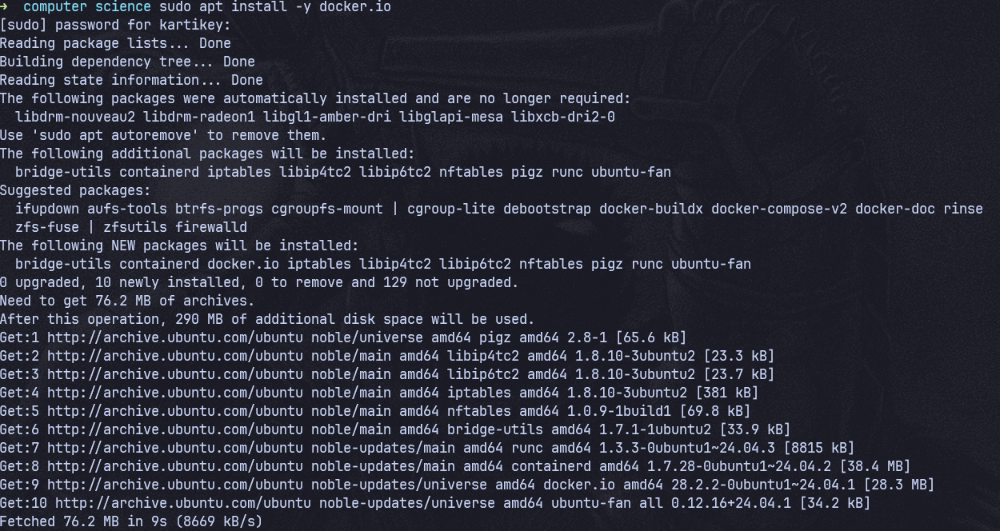 → computer science sudo apt install -y docker.io
[sudo] password for kartikey:
Reading package lists... Done
Building dependency tree... Done
Reading state information... Done
The following packages were automatically installed and are no longer required:
  libdrm-nouveau2 libdrm-radeon1 libgl1-amber-dri libglapi-mesa libxcb-dri2-0
Use 'sudo apt autoremove' to remove them.
The following additional packages will be installed:
  bridge-utils containerd iptables libip4tc2 libip6tc2 nftables pigz runc ubuntu-fan
Suggested packages:
  ifupdown aufs-tools btrfs-progs cgroupfs-mount | cgroup-lite debootstrap docker-buildx docker-compose-v2 docker-doc rinse
  zfs-fuse | zfsutils firewalld
The following NEW packages will be installed:
  bridge-utils containerd docker.io iptables libip4tc2 libip6tc2 nftables pigz runc ubuntu-fan
0 upgraded, 10 newly installed, 0 to remove and 129 not upgraded.
Need to get 76.2 MB of archives.
After this operation, 290 MB of additional disk space will be used.
Get:1 http://archive.ubuntu.com/ubuntu noble/universe amd64 pigz amd64 2.8-1 [65.6 kB]
Get:2 http://archive.ubuntu.com/ubuntu noble/main amd64 libip4tc2 amd64 1.8.10-3ubuntu2 [23.3 kB]
Get:3 http://archive.ubuntu.com/ubuntu noble/main amd64 libip6tc2 amd64 1.8.10-3ubuntu2 [23.7 kB]
Get:4 http://archive.ubuntu.com/ubuntu noble/main amd64 iptables amd64 1.8.10-3ubuntu2 [381 kB]
Get:5 http://archive.ubuntu.com/ubuntu noble/main amd64 nftables amd64 1.0.9-1build1 [69.8 kB]
Get:6 http://archive.ubuntu.com/ubuntu noble/main amd64 bridge-utils amd64 1.7.1-1ubuntu2 [33.9 kB]
Get:7 http://archive.ubuntu.com/ubuntu noble-updates/main amd64 runc amd64 1.3.3-0ubuntu1~24.04.3 [8815 kB]
Get:8 http://archive.ubuntu.com/ubuntu noble-updates/main amd64 containerd amd64 1.7.28-0ubuntu1~24.04.2 [38.4 MB]
Get:9 http://archive.ubuntu.com/ubuntu noble-updates/universe amd64 docker.io amd64 28.2.2-0ubuntu1~24.04.1 [28.3 MB]
Get:10 http://archive.ubuntu.com/ubuntu noble-updates/universe amd64 ubuntu-fan all 0.12.16+24.04.1 [34.2 kB]
Fetched 76.2 MB in 9s (8669 kB/s)